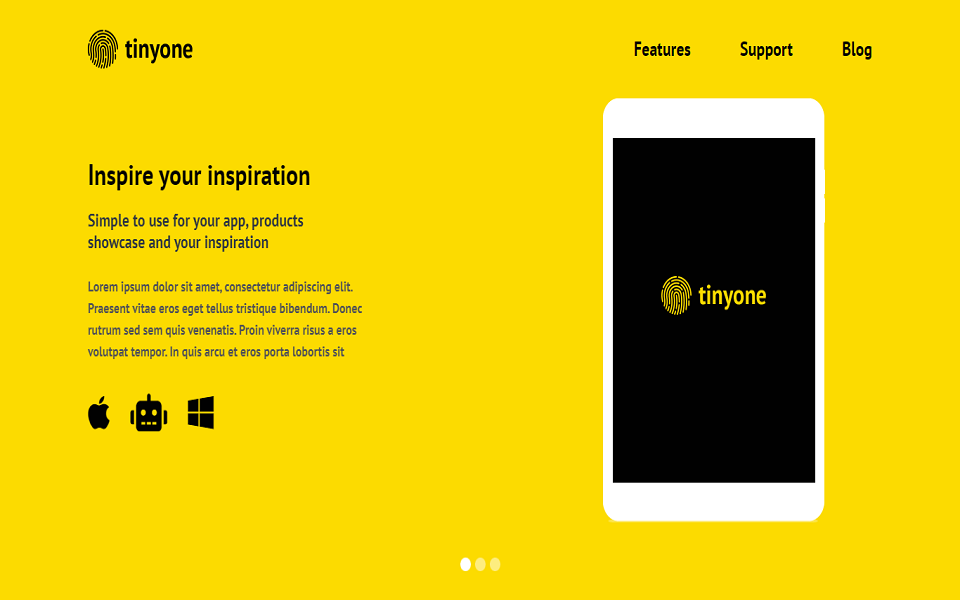 tinyone
Features Support Blog
Inspire your inspiration
Simple to use for your app, products
showcase and your inspiration
Lorem ipsum dolor sit amet, consectetur adipiscing elit.
Praesent vitae eros eget tellus tristique bibendum. Donec
rutrum sed sem quis venenatis. Proin viverra risus a eros
volutpat tempor. In quis arcu et eros porta lobortis sit
tinyone